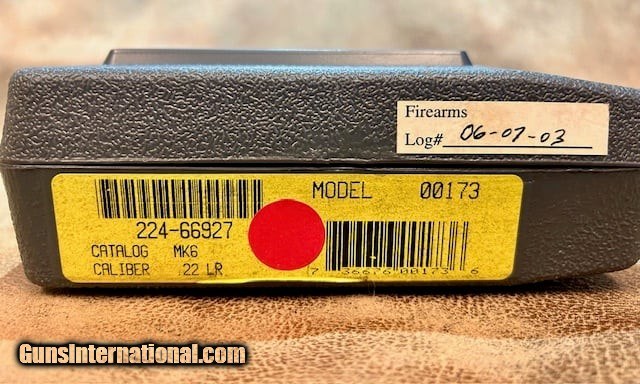 Firearms
Log# 06-07-03
MODEL 00173
224-66927
CATALOG MK6
CALIBER 22 LR
7 36676 00173 6
GunsInternational.com